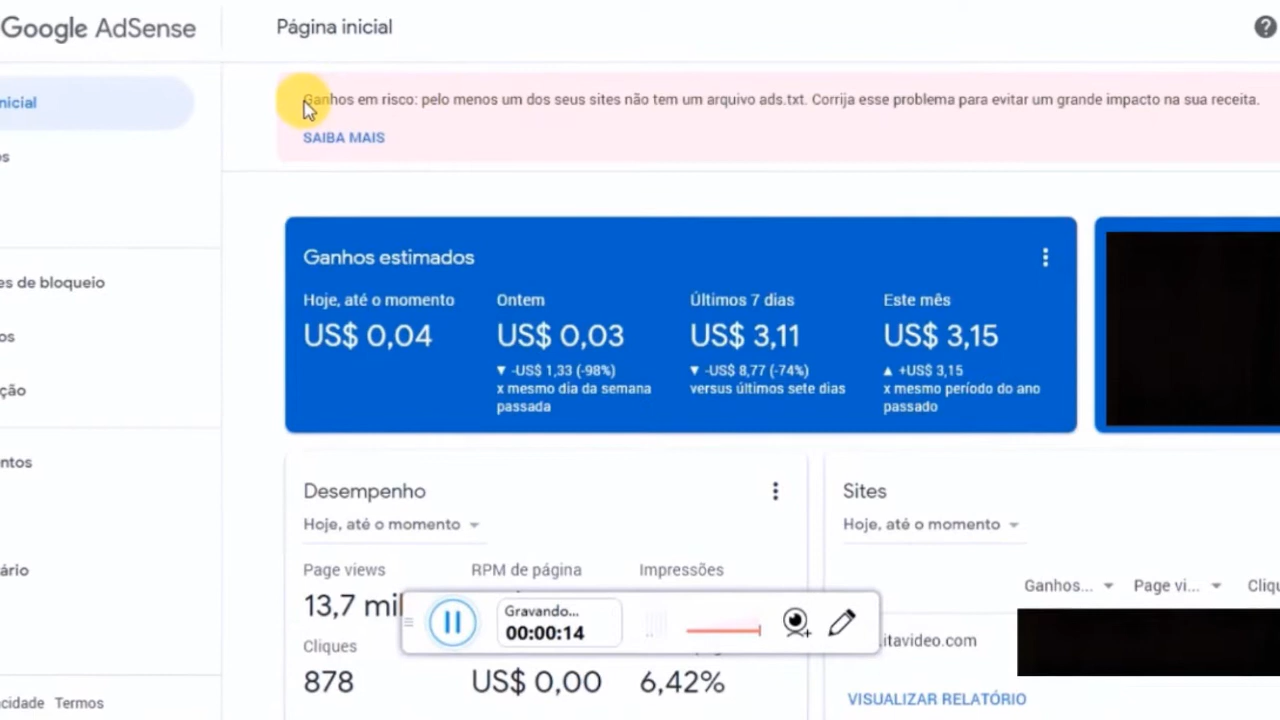 Google AdSense
Página inicial
nicial
Ganhos em risco: pelo menos um dos seus sites não tem um arquivo ads.txt. Corrija esse problema para evitar um grande impacto na sua receita.
SAIBA MAIS
s
es de bloqueio
os
ção
ntos
ário
cidade Termos
Ganhos estimados
Hoje, até o momento
US$ 0,04
Ontem
US$ 0,03
▼ -US$ 1,33 (-98%)
x mesmo dia da semana
passada
Últimos 7 dias
US$ 3,11
▼ -US$ 8,77 (-74%)
versus últimos sete dias
Este mês
US$ 3,15
▲ +US$ 3,15
x mesmo período do ano
passado
Desempenho
Hoje, até o momento
Page views
13,7 mil
RPM de página
Impressões
Cliques
878
US$ 0,00
6,42%
Gravando...
00:00:14
Sites
Hoje, até o momento
Ganhos...
Page vi...
Cliqu
itavideo.com
VISUALIZAR RELATÓRIO